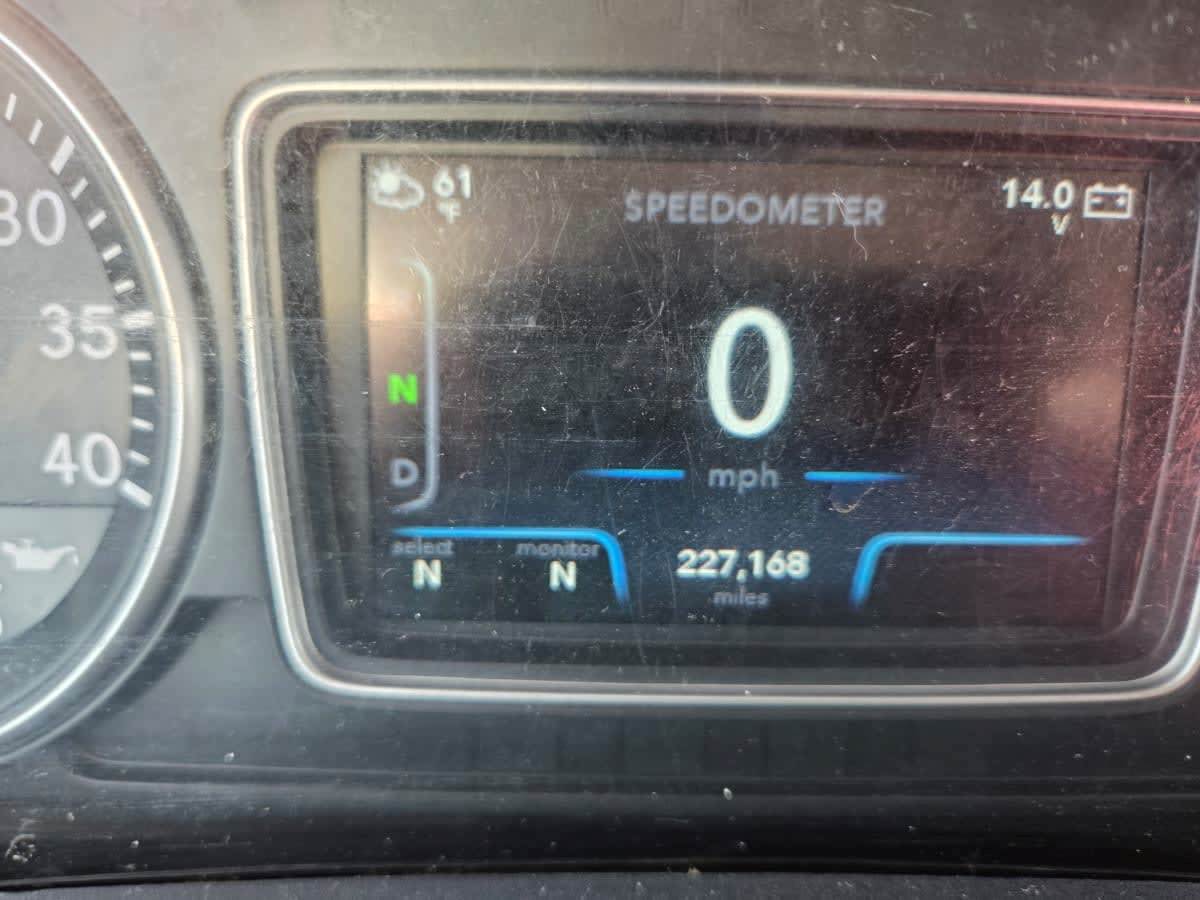 30
35
40
61
°F
SPEEDOMETER
14.0
V
0
N
D
mph
select
monitor
N
N
227,168
miles